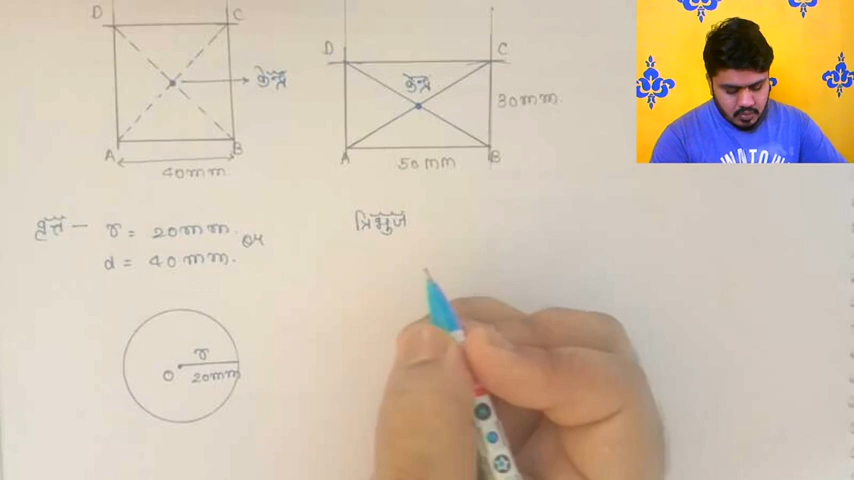 D C
केन्द्र
A B
40mm
D C
केन्द्र
30mm.
A B
50mm
वृत्त - r = 20mm. or
d = 40mm.
त्रिभुज
r
O 20mm